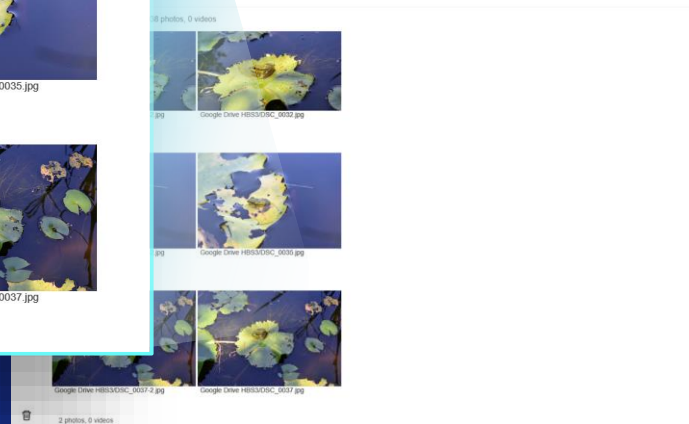 38 photos, 0 videos
0035.jpg
.jpg
Google Drive HBS3/DSC_0032.jpg
.jpg
Google Drive HBS3/DSC_0035.jpg
0037.jpg
Google Drive HBS3/DSC_0037-2.jpg
Google Drive HBS3/DSC_0037.jpg
2 photos, 0 videos